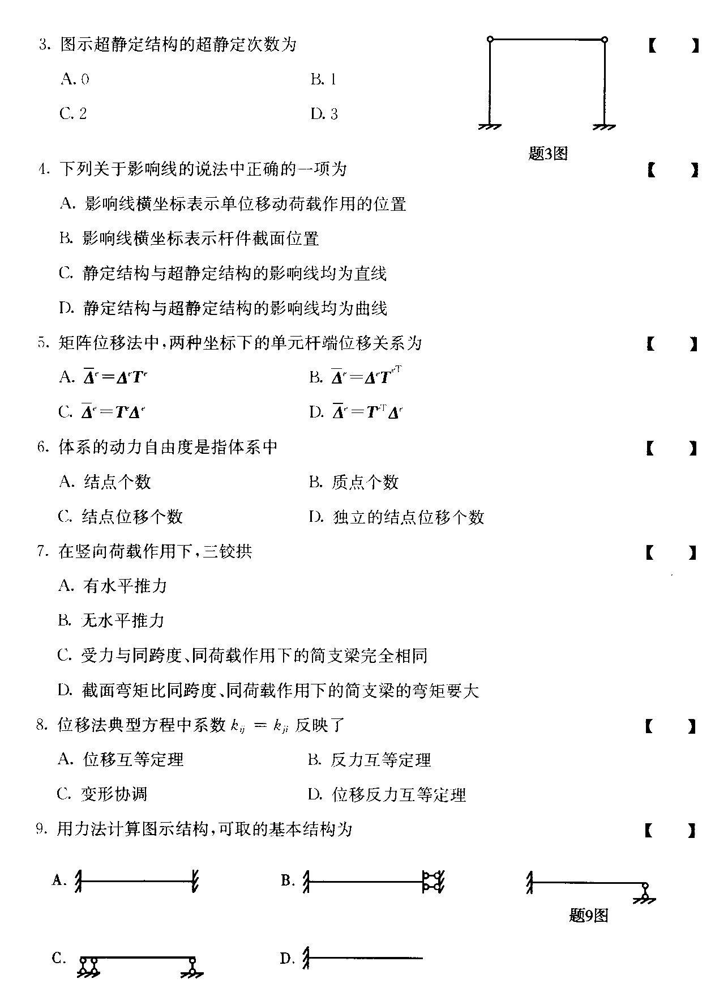 3. 图示超静定结构的超静定次数为 【 】
A. 0 B. 1
C. 2 D. 3
题3图
4. 下列关于影响线的说法中正确的一项为 【 】
A. 影响线横坐标表示单位移动荷载作用的位置
B. 影响线横坐标表示杆件截面位置
C. 静定结构与超静定结构的影响线均为直线
D. 静定结构与超静定结构的影响线均为曲线
5. 矩阵位移法中,两种坐标下的单元杆端位移关系为 【 】
A. $\overline{\Delta}^e=\Delta^eT^e$ B. $\overline{\Delta}^e=\Delta^eT^{eT}$
C. $\overline{\Delta}^e=T^e\Delta^e$ D. $\overline{\Delta}^e=T^{eT}\Delta^e$
6. 体系的动力自由度是指体系中 【 】
A. 结点个数 B. 质点个数
C. 结点位移个数 D. 独立的结点位移个数
7. 在竖向荷载作用下,三铰拱 【 】
A. 有水平推力
B. 无水平推力
C. 受力与同跨度、同荷载作用下的简支梁完全相同
D. 截面弯矩比同跨度、同荷载作用下的简支梁的弯矩要大
8. 位移法典型方程中系数 $k_{ij} = k_{ji}$ 反映了 【 】
A. 位移互等定理 B. 反力互等定理
C. 变形协调 D. 位移反力互等定理
9. 用力法计算图示结构,可取的基本结构为 【 】
A. B.
题9图
C. D.